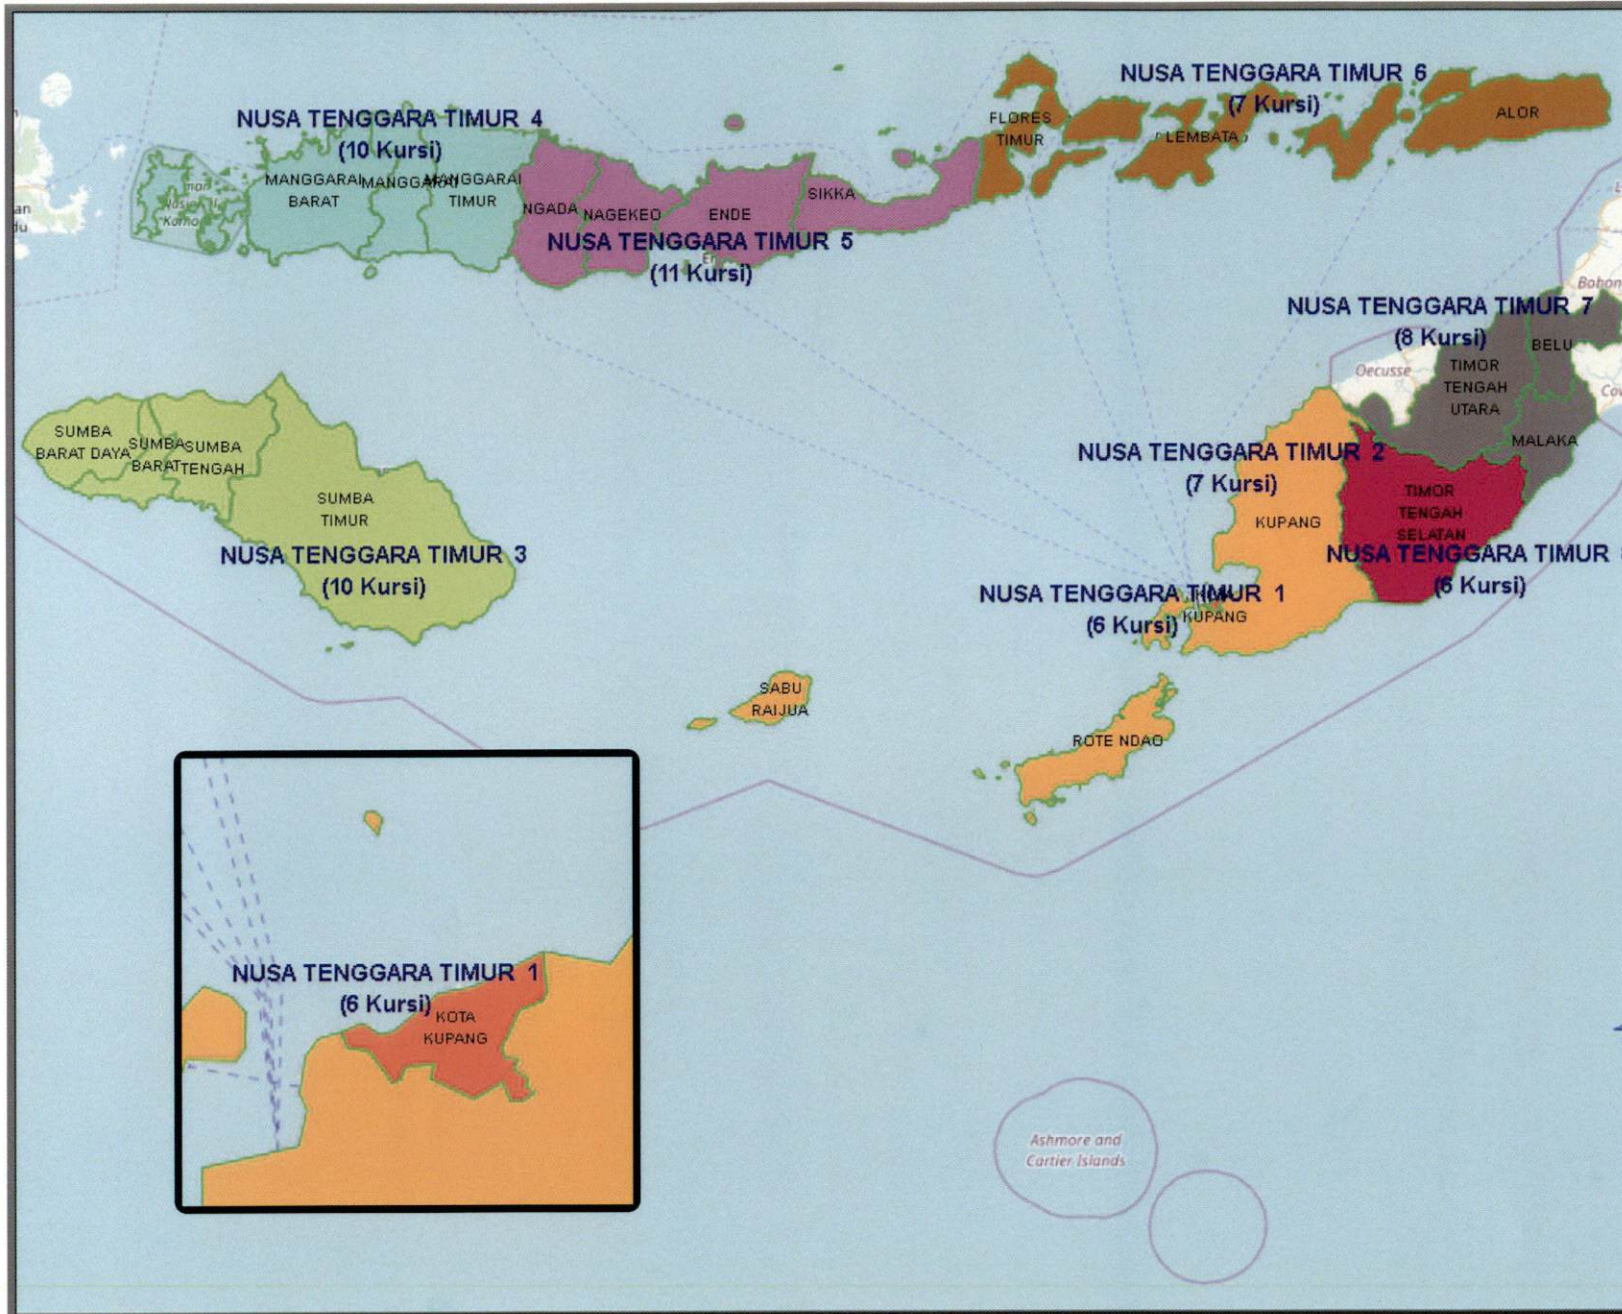 NUSA TENGGARA TIMUR 6
(7 Kursi)
FLORES
TIMUR
LEMBATA
ALOR
NUSA TENGGARA TIMUR 4
(10 Kursi)
MANGGARAI
BARAT
MANGGARAI
MANGGARAI
TIMUR
NGADA
NAGEKEO
ENDE
SIKKA
NUSA TENGGARA TIMUR 5
(11 Kursi)
NUSA TENGGARA TIMUR 7
(8 Kursi)
BELU
Oecusse
TIMOR
TENGAH
UTARA
MALAKA
SUMBA
BARAT DAYA
SUMBA
BARAT
SUMBA
TENGAH
SUMBA
TIMUR
NUSA TENGGARA TIMUR 3
(10 Kursi)
NUSA TENGGARA TIMUR 2
(7 Kursi)
KUPANG
TIMOR
TENGAH
SELATAN
NUSA TENGGARA TIMUR
(6 Kursi)
NUSA TENGGARA TIMUR 1
(6 Kursi)
KUPANG
SABU
RAIJUA
ROTE NDAO
NUSA TENGGARA TIMUR 1
(6 Kursi)
KOTA
KUPANG
Ashmore and
Cartier Islands